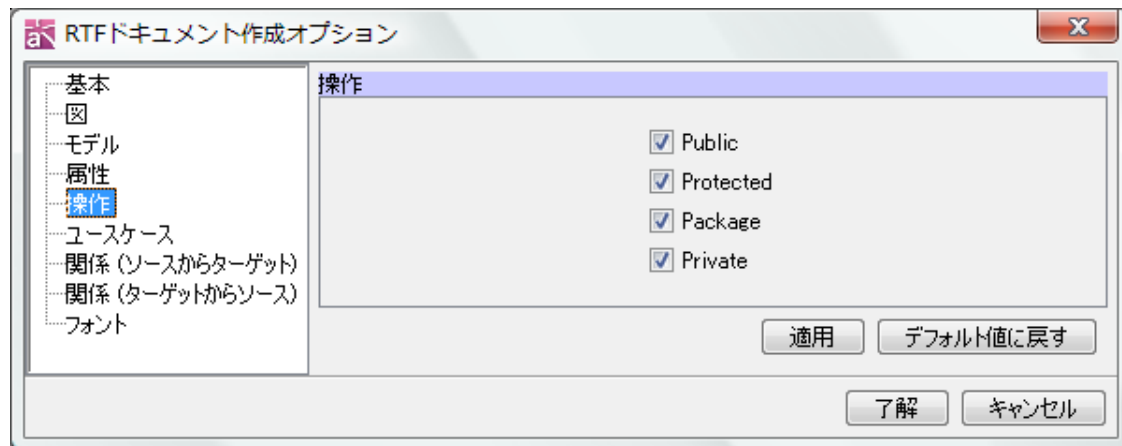 RTFドキュメント作成オプション
基本
図
モデル
属性
操作
ユースケース
関係 (ソースからターゲット)
関係 (ターゲットからソース)
フォント
操作
Public
Protected
Package
Private
適用
デフォルト値に戻す
了解
キャンセル